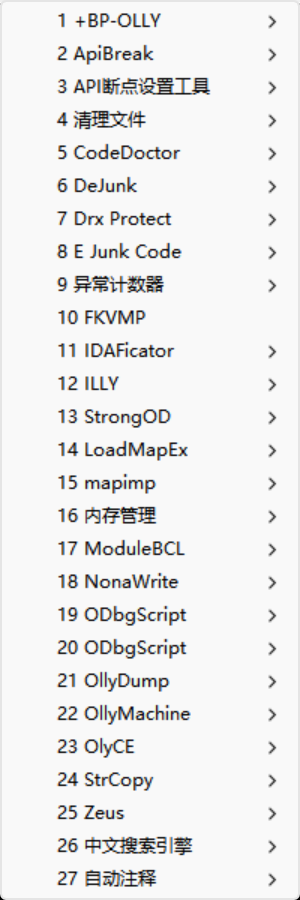 1 +BP-OLLY
2 ApiBreak
3 API断点设置工具
4 清理文件
5 CodeDoctor
6 DeJunk
7 Drx Protect
8 E Junk Code
9 异常计数器
10 FKVMP
11 IDAFicator
12 ILLY
13 StrongOD
14 LoadMapEx
15 mapimp
16 内存管理
17 ModuleBCL
18 NonaWrite
19 ODbgScript
20 ODbgScript
21 OllyDump
22 OllyMachine
23 OlyCE
24 StrCopy
25 Zeus
26 中文搜索引擎
27 自动注释